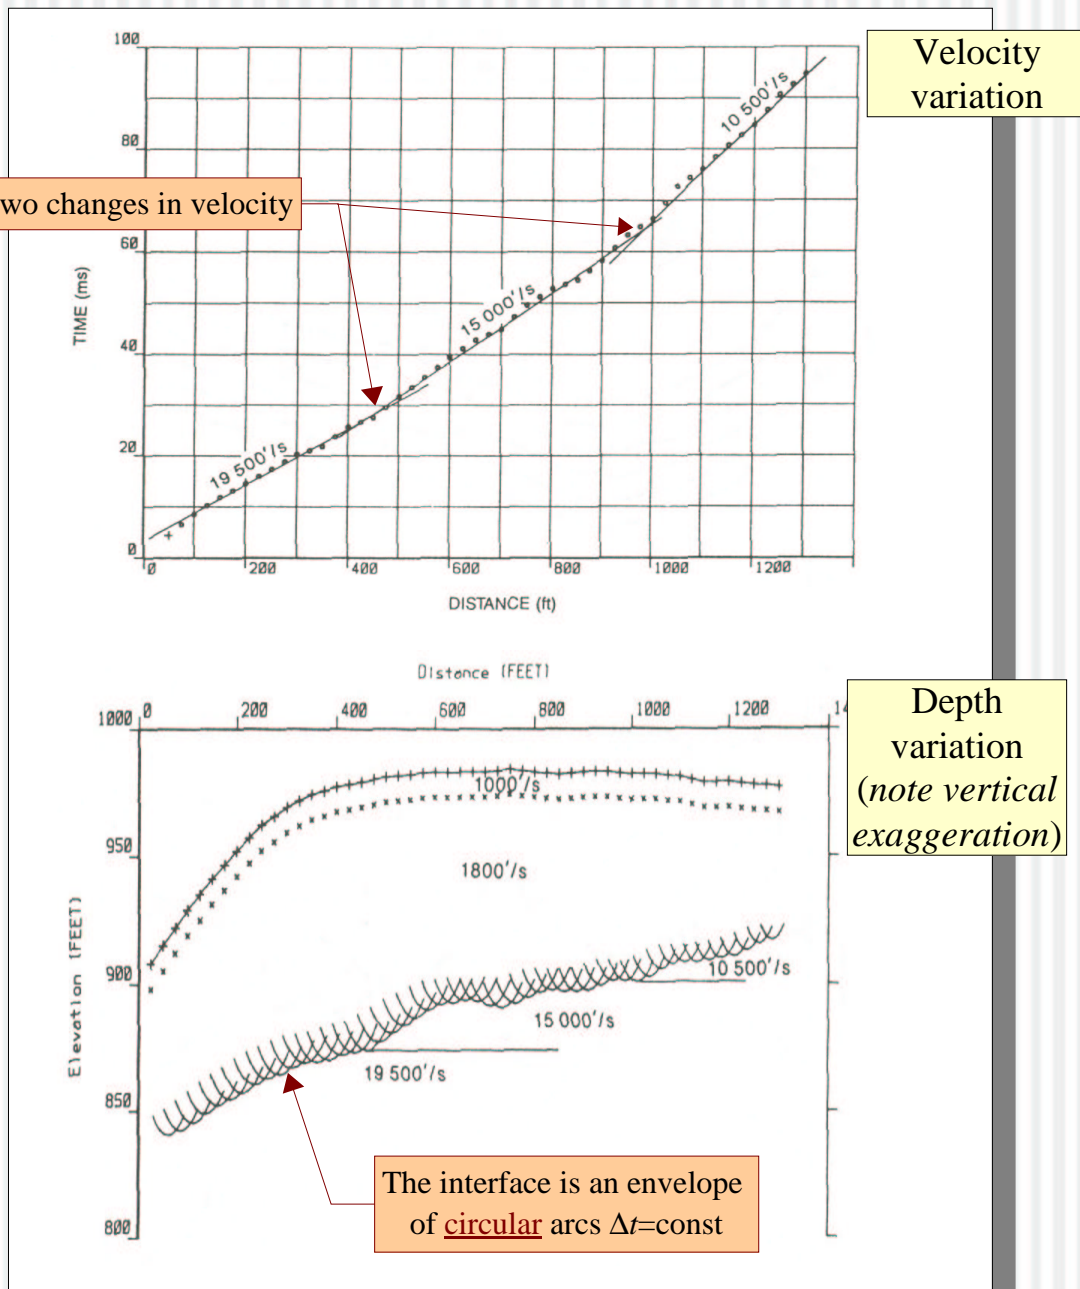 Velocity
variation
wo changes in velocity
100
80
60
40
20
0
TIME (ms)
19 500'/s
15 000'/s
10 500'/s
0 200 400 600 800 1000 1200
DISTANCE (ft)
Distance (FEET)
0 200 400 600 800 1000 1200 14
1000
950
900
850
800
Elevation (FEET)
Depth
variation
(note vertical
exaggeration)
1000'/s
1800'/s
10 500'/s
15 000'/s
19 500'/s
The interface is an envelope
of circular arcs Δt=const